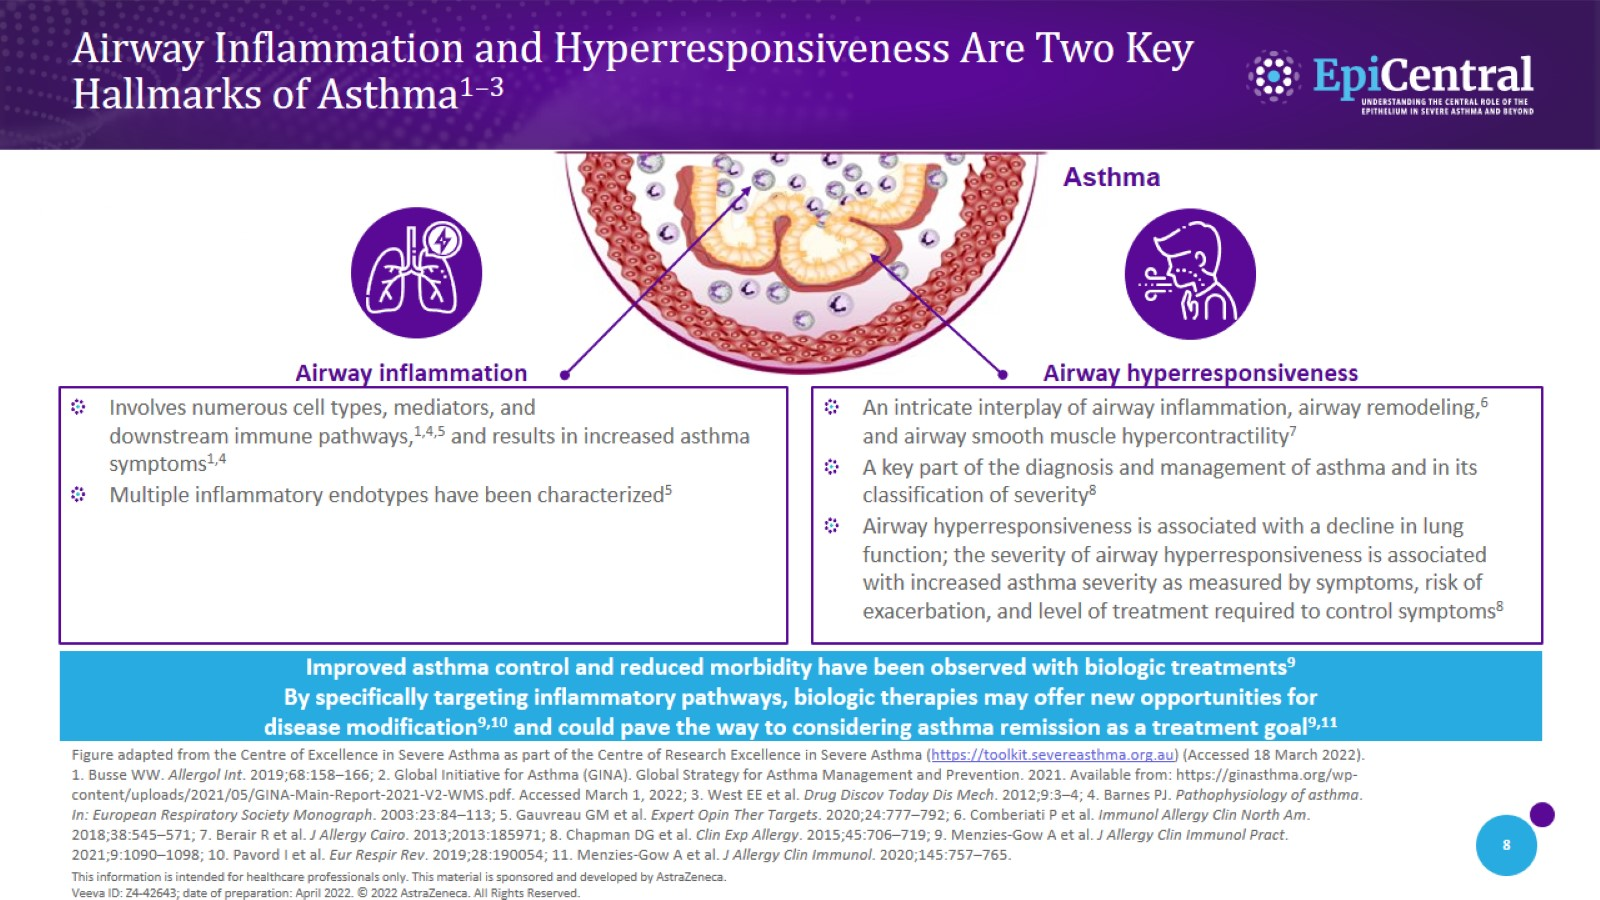 Airway Inflammation and Hyperresponsiveness Are Two Key
Hallmarks of Asthma1–3
EpiCentral
UNDERSTANDING THE CENTRAL ROLE OF THE
EPITHELIUM IN SEVERE ASTHMA AND BEYOND
Asthma
Airway inflammation
Involves numerous cell types, mediators, and
downstream immune pathways,1,4,5 and results in increased asthma
symptoms1,4
Multiple inflammatory endotypes have been characterized5
Airway hyperresponsiveness
An intricate interplay of airway inflammation, airway remodeling,6
and airway smooth muscle hypercontractility7
A key part of the diagnosis and management of asthma and in its
classification of severity8
Airway hyperresponsiveness is associated with a decline in lung
function; the severity of airway hyperresponsiveness is associated
with increased asthma severity as measured by symptoms, risk of
exacerbation, and level of treatment required to control symptoms8
Improved asthma control and reduced morbidity have been observed with biologic treatments9
By specifically targeting inflammatory pathways, biologic therapies may offer new opportunities for
disease modification9,10 and could pave the way to considering asthma remission as a treatment goal9,11
Figure adapted from the Centre of Excellence in Severe Asthma as part of the Centre of Research Excellence in Severe Asthma (https://toolkit.severeasthma.org.au) (Accessed 18 March 2022).
1. Busse WW. Allergol Int. 2019;68:158–166; 2. Global Initiative for Asthma (GINA). Global Strategy for Asthma Management and Prevention. 2021. Available from: https://ginasthma.org/wp-
content/uploads/2021/05/GINA-Main-Report-2021-V2-WMS.pdf. Accessed March 1, 2022; 3. West EE et al. Drug Discov Today Dis Mech. 2012;9:3–4; 4. Barnes PJ. Pathophysiology of asthma.
In: European Respiratory Society Monograph. 2003:23:84–113; 5. Gauvreau GM et al. Expert Opin Ther Targets. 2020;24:777–792; 6. Comberiati P et al. Immunol Allergy Clin North Am.
2018;38:545–571; 7. Berair R et al. J Allergy Cairo. 2013;2013:185971; 8. Chapman DG et al. Clin Exp Allergy. 2015;45:706–719; 9. Menzies-Gow A et al. J Allergy Clin Immunol Pract.
2021;9:1090–1098; 10. Pavord I et al. Eur Respir Rev. 2019;28:190054; 11. Menzies-Gow A et al. J Allergy Clin Immunol. 2020;145:757–765.
This information is intended for healthcare professionals only. This material is sponsored and developed by AstraZeneca.
Veeva ID: Z4-42643; date of preparation: April 2022. © 2022 AstraZeneca. All Rights Reserved.
8